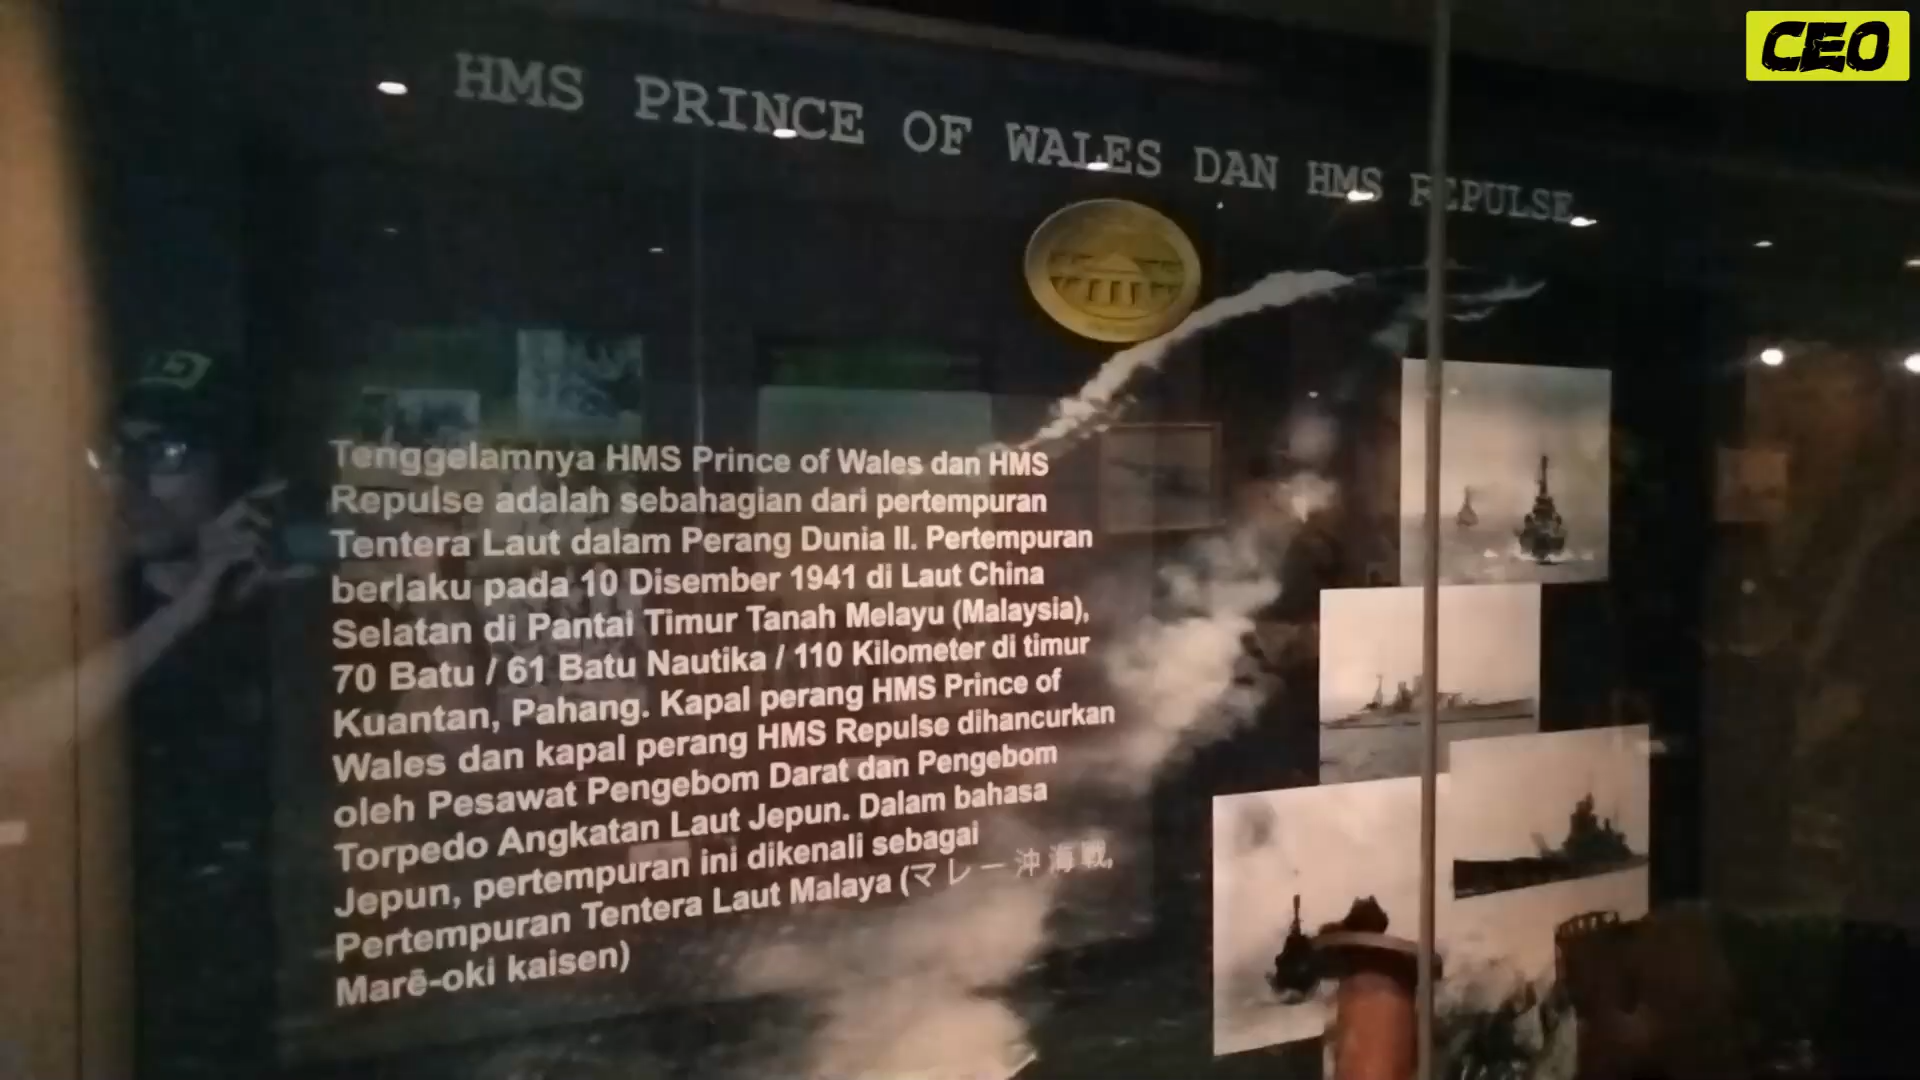 CEO
HMS PRINCE OF WALES DAN HMS REPULSE
Tenggelamnya HMS Prince of Wales dan HMS
Repulse adalah sebahagian dari pertempuran
Tentera Laut dalam Perang Dunia II. Pertempuran
berlaku pada 10 Disember 1941 di Laut China
Selatan di Pantai Timur Tanah Melayu (Malaysia),
70 Batu / 61 Batu Nautika / 110 Kilometer di timur
Kuantan, Pahang. Kapal perang HMS Prince of
Wales dan kapal perang HMS Repulse dihancurkan
oleh Pesawat Pengebom Darat dan Pengebom
Torpedo Angkatan Laut Jepun. Dalam bahasa
Jepun, pertempuran ini dikenali sebagai
Pertempuran Tentera Laut Malaya (マレー沖海戦,
Marē-oki kaisen)